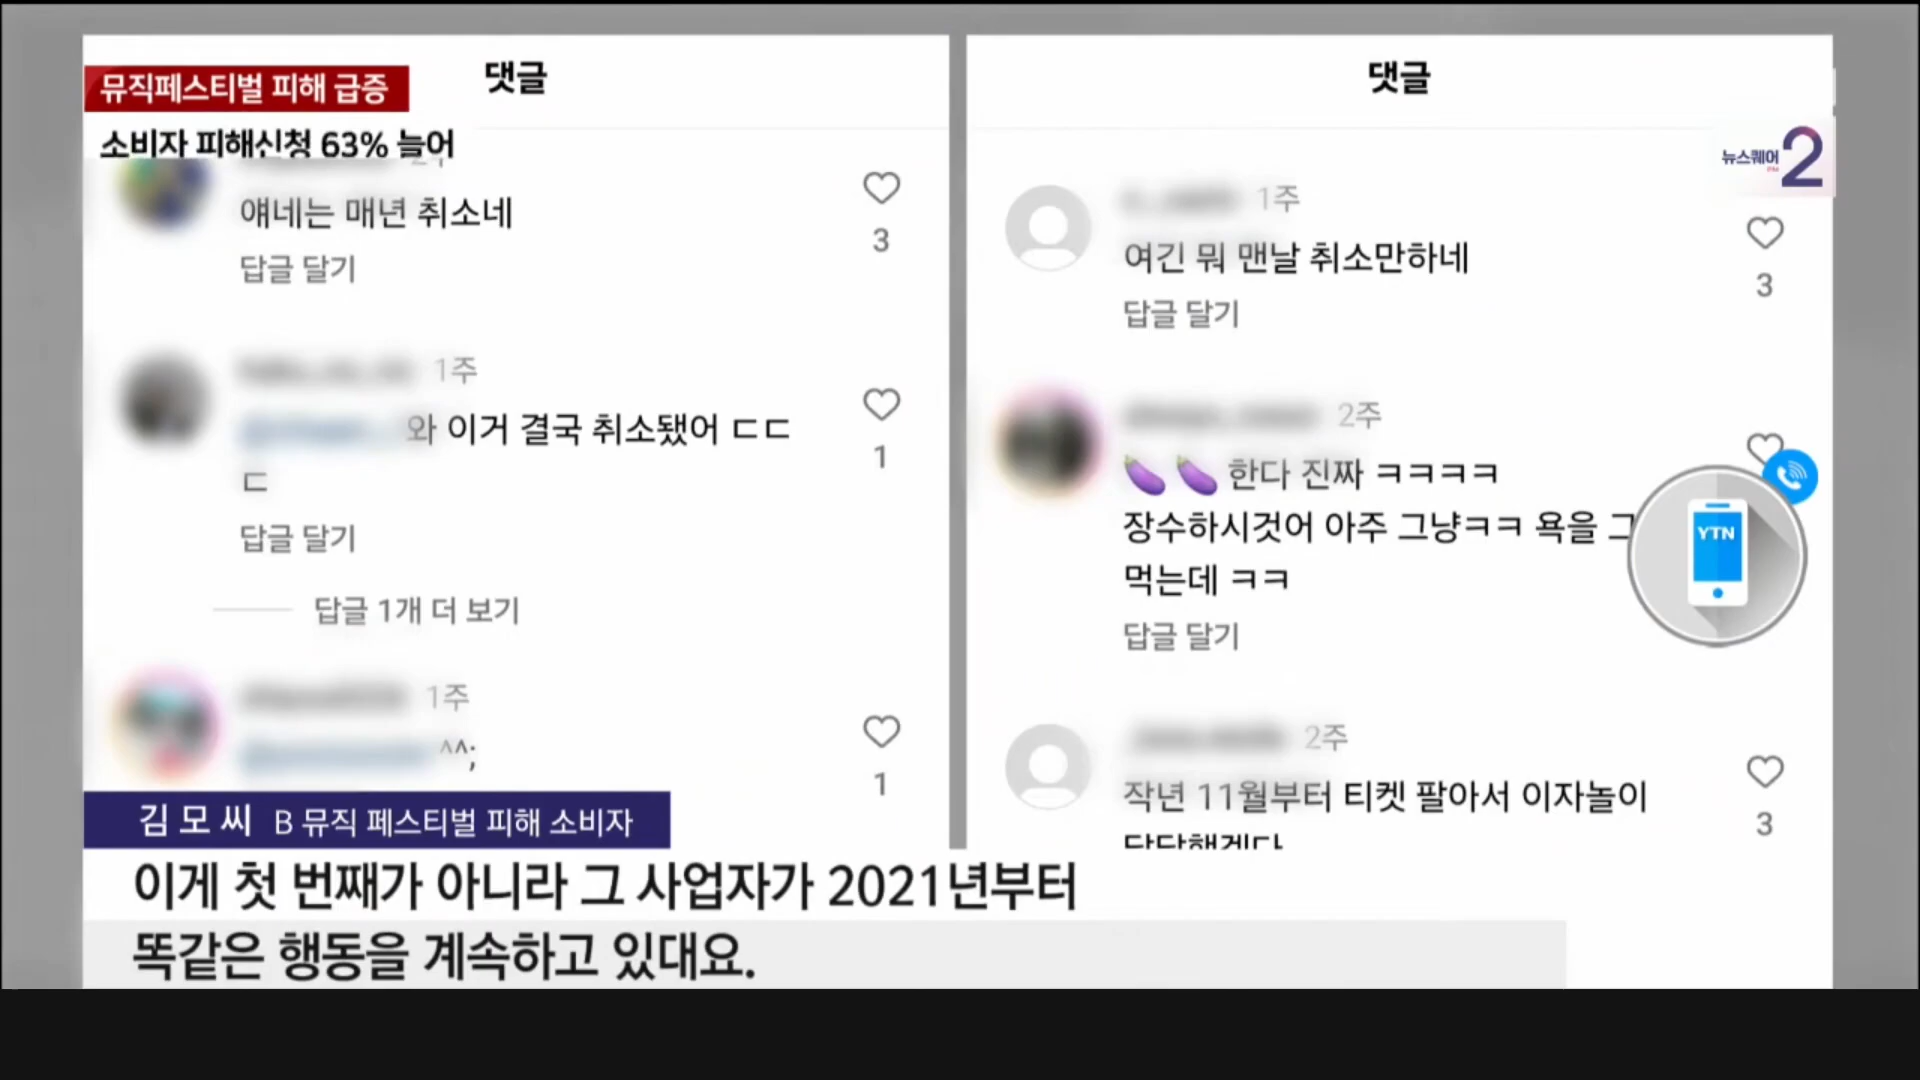 뮤직페스티벌 피해 급증
소비자 피해신청 63% 늘어
댓글
얘네는 매년 취소네
답글 달기
3
1주
와 이거 결국 취소됐어 ㄷㄷ
ㄷ
답글 달기
1
답글 1개 더 보기
1주
^^;
1
댓글
뉴스퀘어 2
1주
여긴 뭐 맨날 취소만하네
답글 달기
3
2주
🍆🍆 한다 진짜 ㅋㅋㅋㅋ
장수하시것어 아주 그냥ㅋㅋ 욕을 그
먹는데 ㅋㅋ
답글 달기
YTN
2주
작년 11월부터 티켓 팔아서 이자놀이
3
김 모 씨 B 뮤직 페스티벌 피해 소비자
이게 첫 번째가 아니라 그 사업자가 2021년부터
똑같은 행동을 계속하고 있대요.